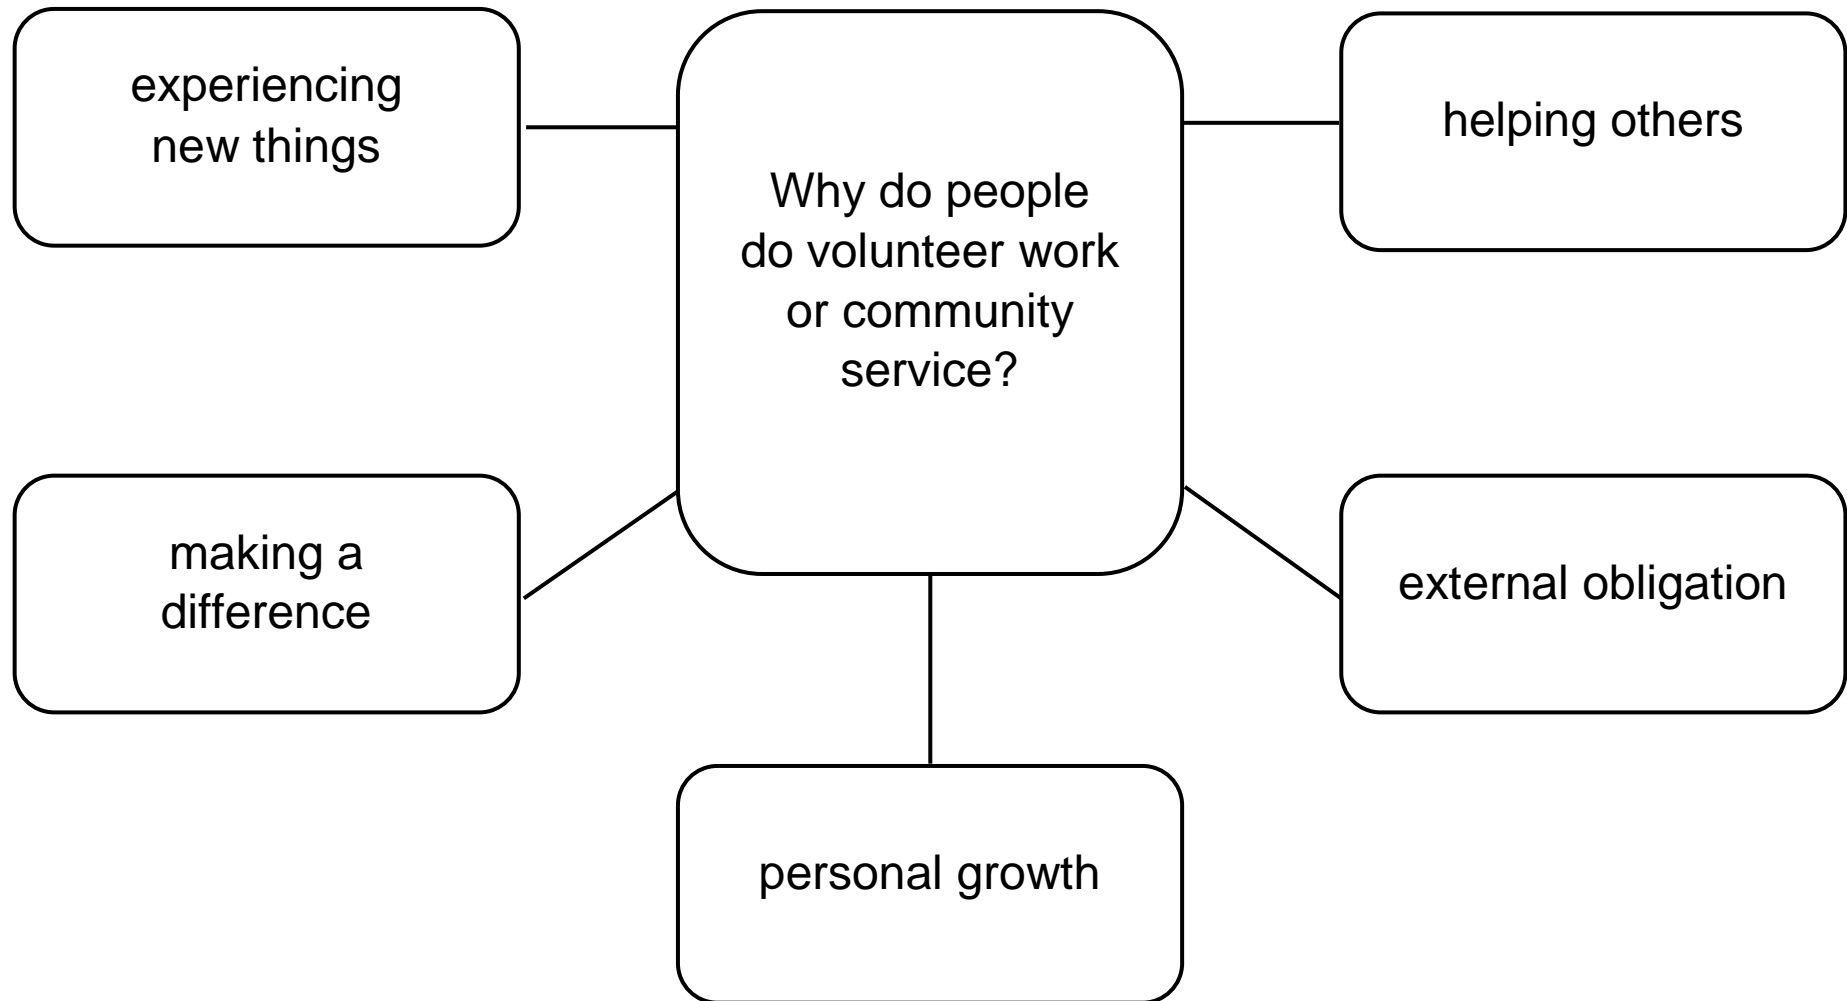 experiencing
new things
Why do people
do volunteer work
or community
service?
helping others
making a
difference
external obligation
personal growth